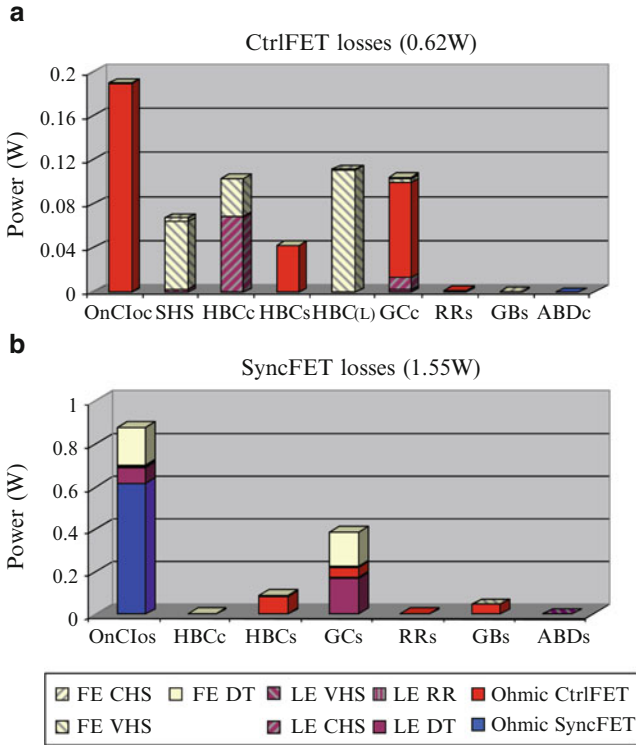 a
CtrlFET losses (0.62W)
Power (W)
0.2
0.16
0.12
0.08
0.04
0
OnCIoc SHS HBCc HBCs HBC(L) GCc RRs GBs ABDc
b
SyncFET losses (1.55W)
Power (W)
1
0.8
0.6
0.4
0.2
0
OnCIos HBCc HBCs GCs RRs GBs ABDs
FE CHS FE DT LE VHS LE RR Ohmic CtrlFET
FE VHS LE CHS LE DT Ohmic SyncFET